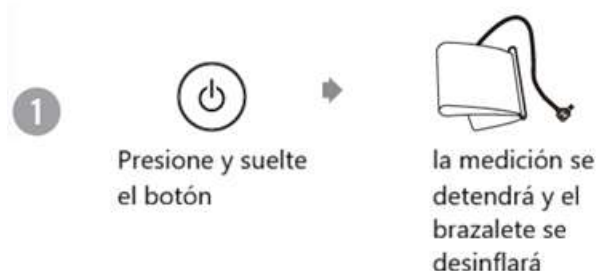 1
Presione y suelte
el botón
la medición se
detendrá y el
brazalete se
desinflará